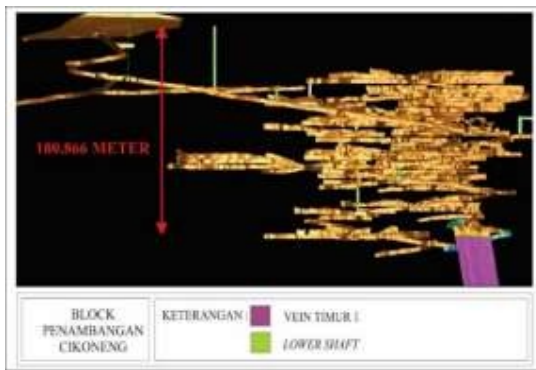 180.866 METER
BLOCK
PENAMBANGAN
CIKONENG
KETERANGAN :
VEIN TIMUR 1
LOWER SHAFT